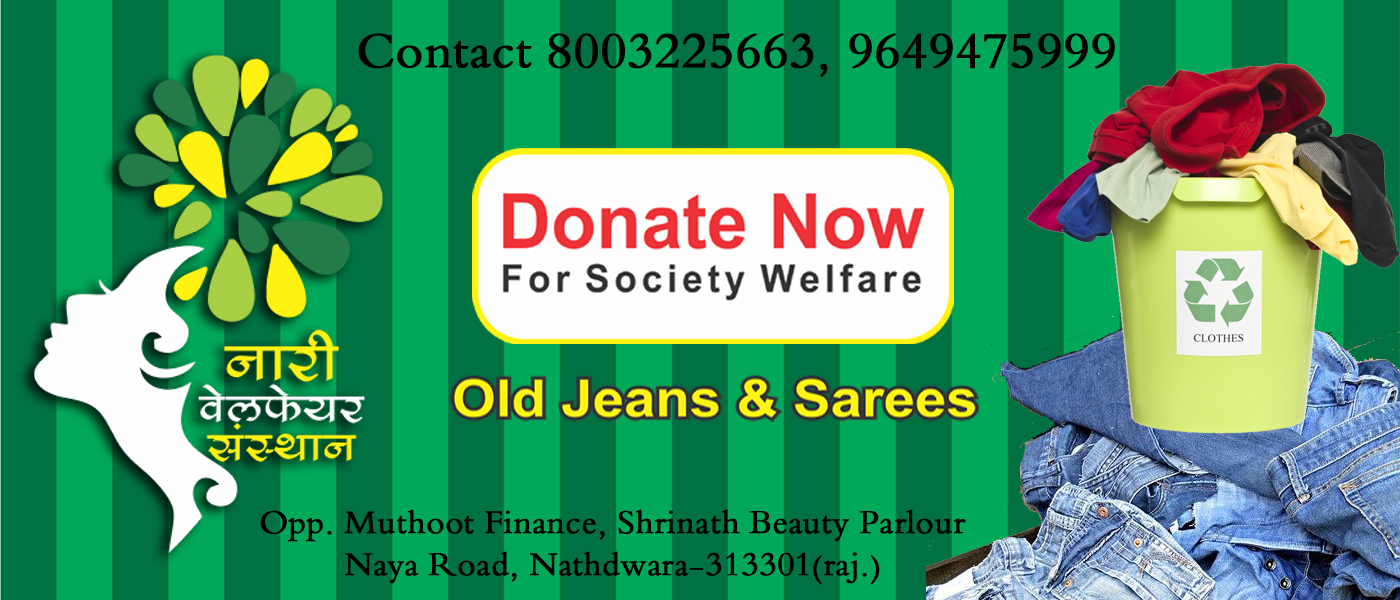 Contact 8003225663, 9649475999
नारी
वेलफेयर
संस्थान
Donate Now
For Society Welfare
Old Jeans & Sarees
CLOTHES
Opp. Muthoot Finance, Shrinath Beauty Parlour
Naya Road, Nathdwara-313301(raj.)